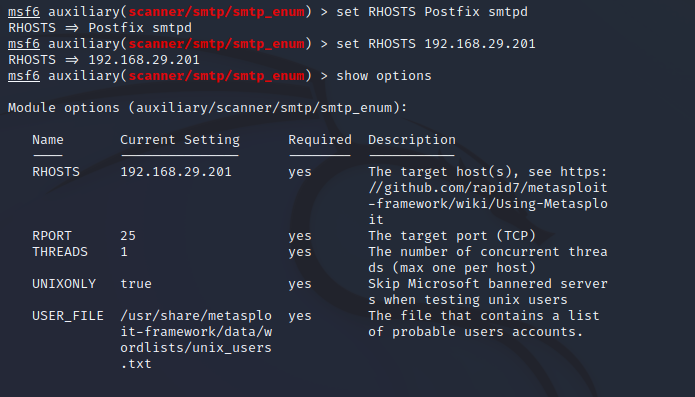 msf6 auxiliary(scanner/smtp/smtp_enum) > set RHOSTS Postfix smtpd
RHOSTS => Postfix smtpd
msf6 auxiliary(scanner/smtp/smtp_enum) > set RHOSTS 192.168.29.201
RHOSTS => 192.168.29.201
msf6 auxiliary(scanner/smtp/smtp_enum) > show options
Module options (auxiliary/scanner/smtp/smtp_enum):
Name Current Setting Required Description
---- --------------- -------- -----------
RHOSTS 192.168.29.201 yes The target host(s), see https:
//github.com/rapid7/metasploit
-framework/wiki/Using-Metasplo
it
RPORT 25 yes The target port (TCP)
THREADS 1 yes The number of concurrent threa
ds (max one per host)
UNIXONLY true yes Skip Microsoft bannered server
s when testing unix users
USER_FILE /usr/share/metasplo yes The file that contains a list
it-framework/data/w of probable users accounts.
ordlists/unix_users
.txt